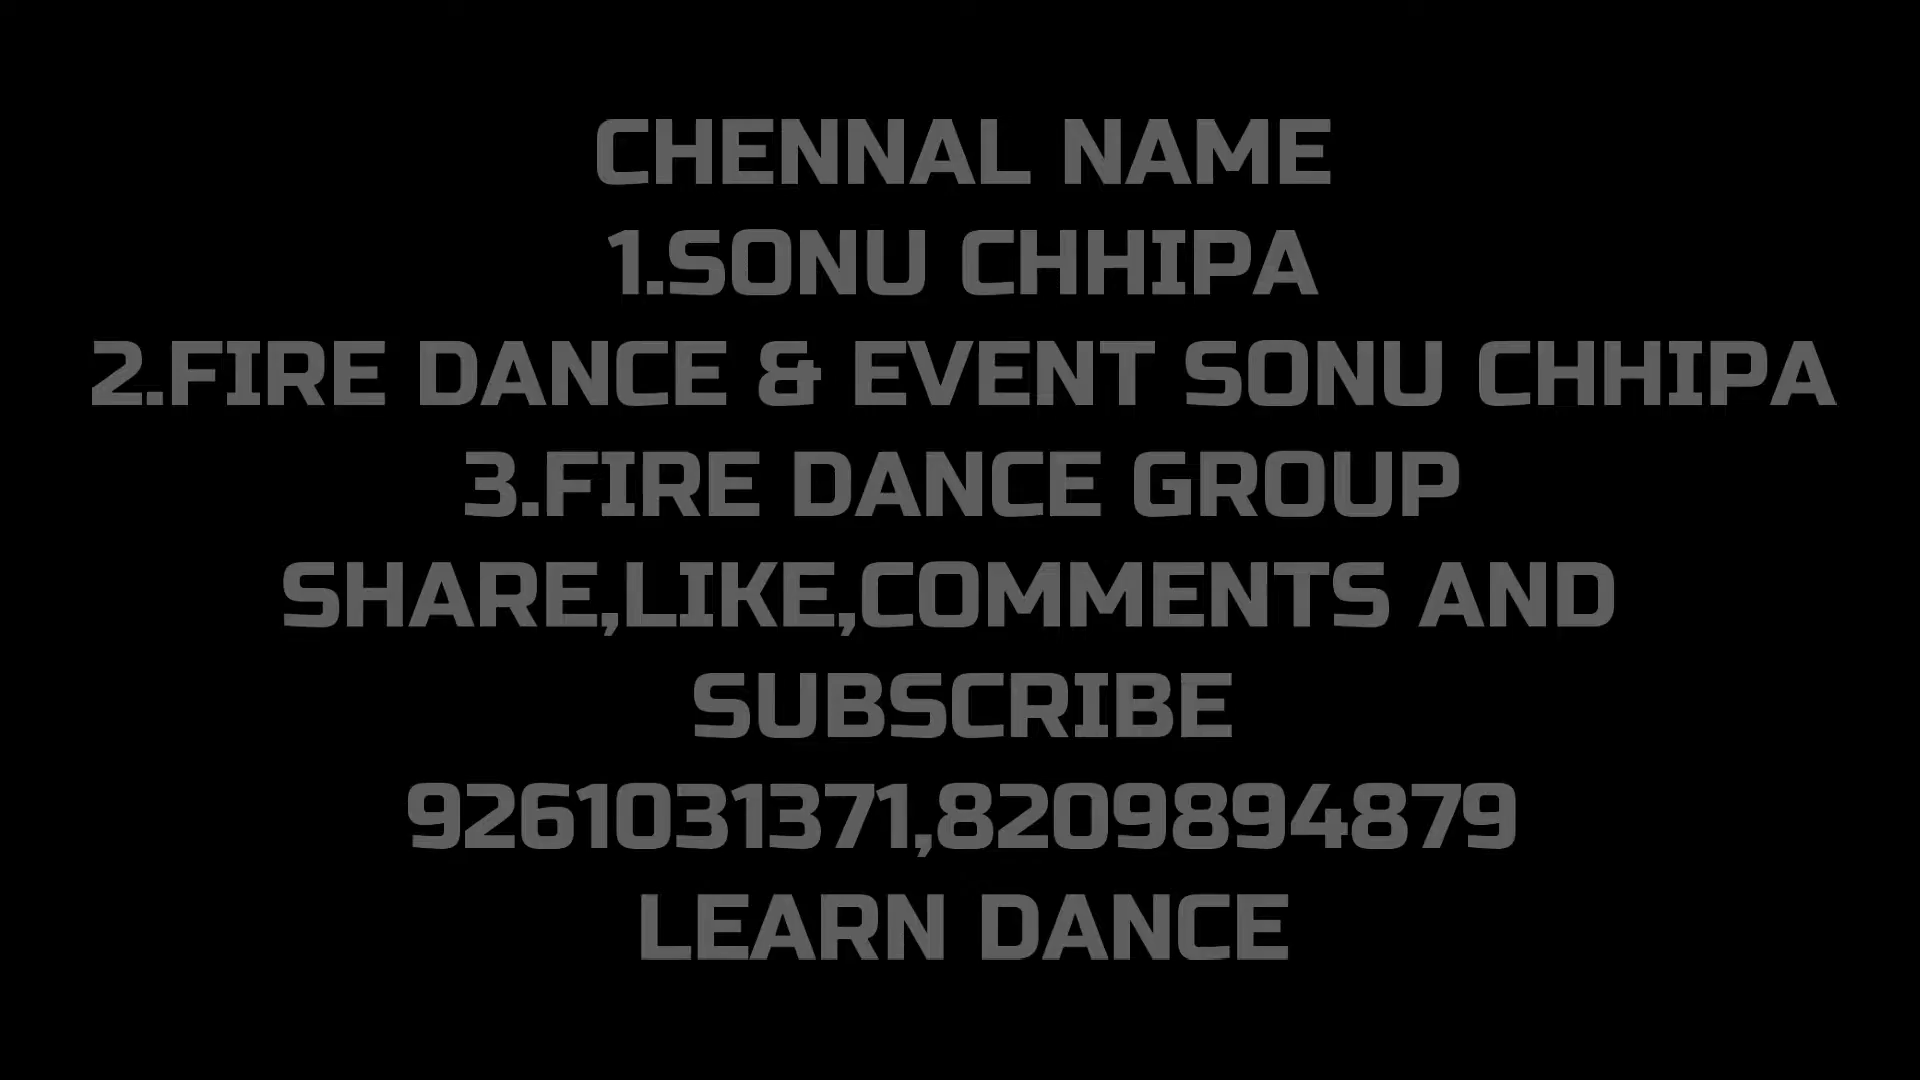 CHENNAL NAME
1.SONU CHHIPA
2.FIRE DANCE & EVENT SONU CHHIPA
3.FIRE DANCE GROUP
SHARE,LIKE,COMMENTS AND
SUBSCRIBE
9261031371,8209894879
LEARN DANCE